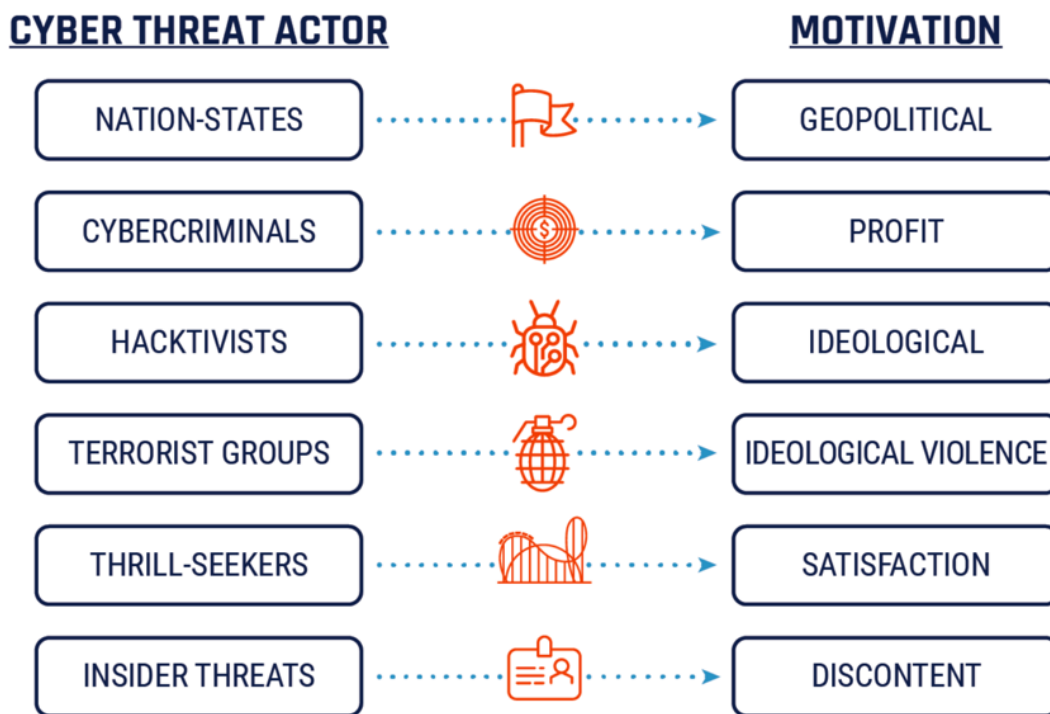 CYBER THREAT ACTOR MOTIVATION
NATION-STATES GEOPOLITICAL
CYBERCRIMINALS $ PROFIT
HACKTIVISTS IDEOLOGICAL
TERRORIST GROUPS IDEOLOGICAL VIOLENCE
THRILL-SEEKERS SATISFACTION
INSIDER THREATS DISCONTENT